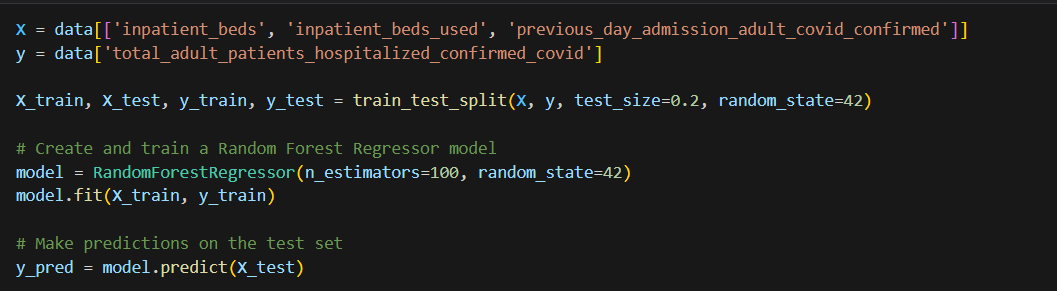 X = data[['inpatient_beds', 'inpatient_beds_used', 'previous_day_admission_adult_covid_confirmed']]
y = data['total_adult_patients_hospitalized_confirmed_covid']
X_train, X_test, y_train, y_test = train_test_split(X, y, test_size=0.2, random_state=42)
# Create and train a Random Forest Regressor model
model = RandomForestRegressor(n_estimators=100, random_state=42)
model.fit(X_train, y_train)
# Make predictions on the test set
y_pred = model.predict(X_test)